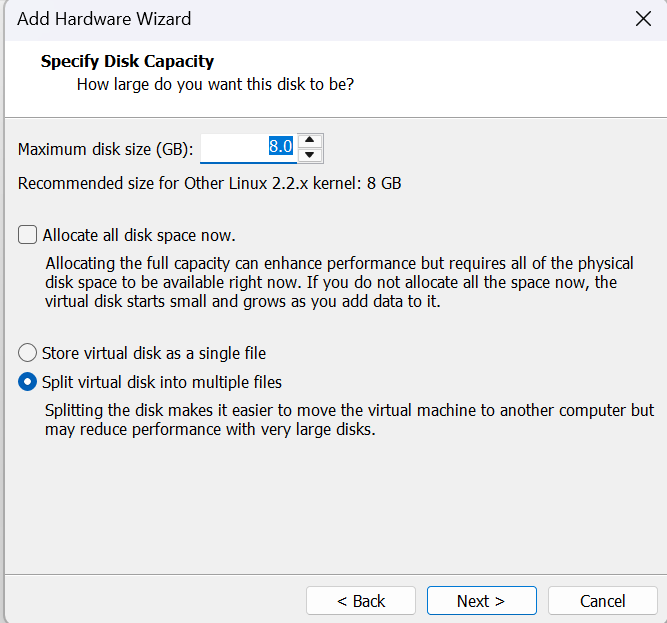 Add Hardware Wizard
Specify Disk Capacity
How large do you want this disk to be?
Maximum disk size (GB): 8.0
Recommended size for Other Linux 2.2.x kernel: 8 GB
Allocate all disk space now.
Allocating the full capacity can enhance performance but requires all of the physical
disk space to be available right now. If you do not allocate all the space now, the
virtual disk starts small and grows as you add data to it.
Store virtual disk as a single file
Split virtual disk into multiple files
Splitting the disk makes it easier to move the virtual machine to another computer but
may reduce performance with very large disks.
< Back Next > Cancel